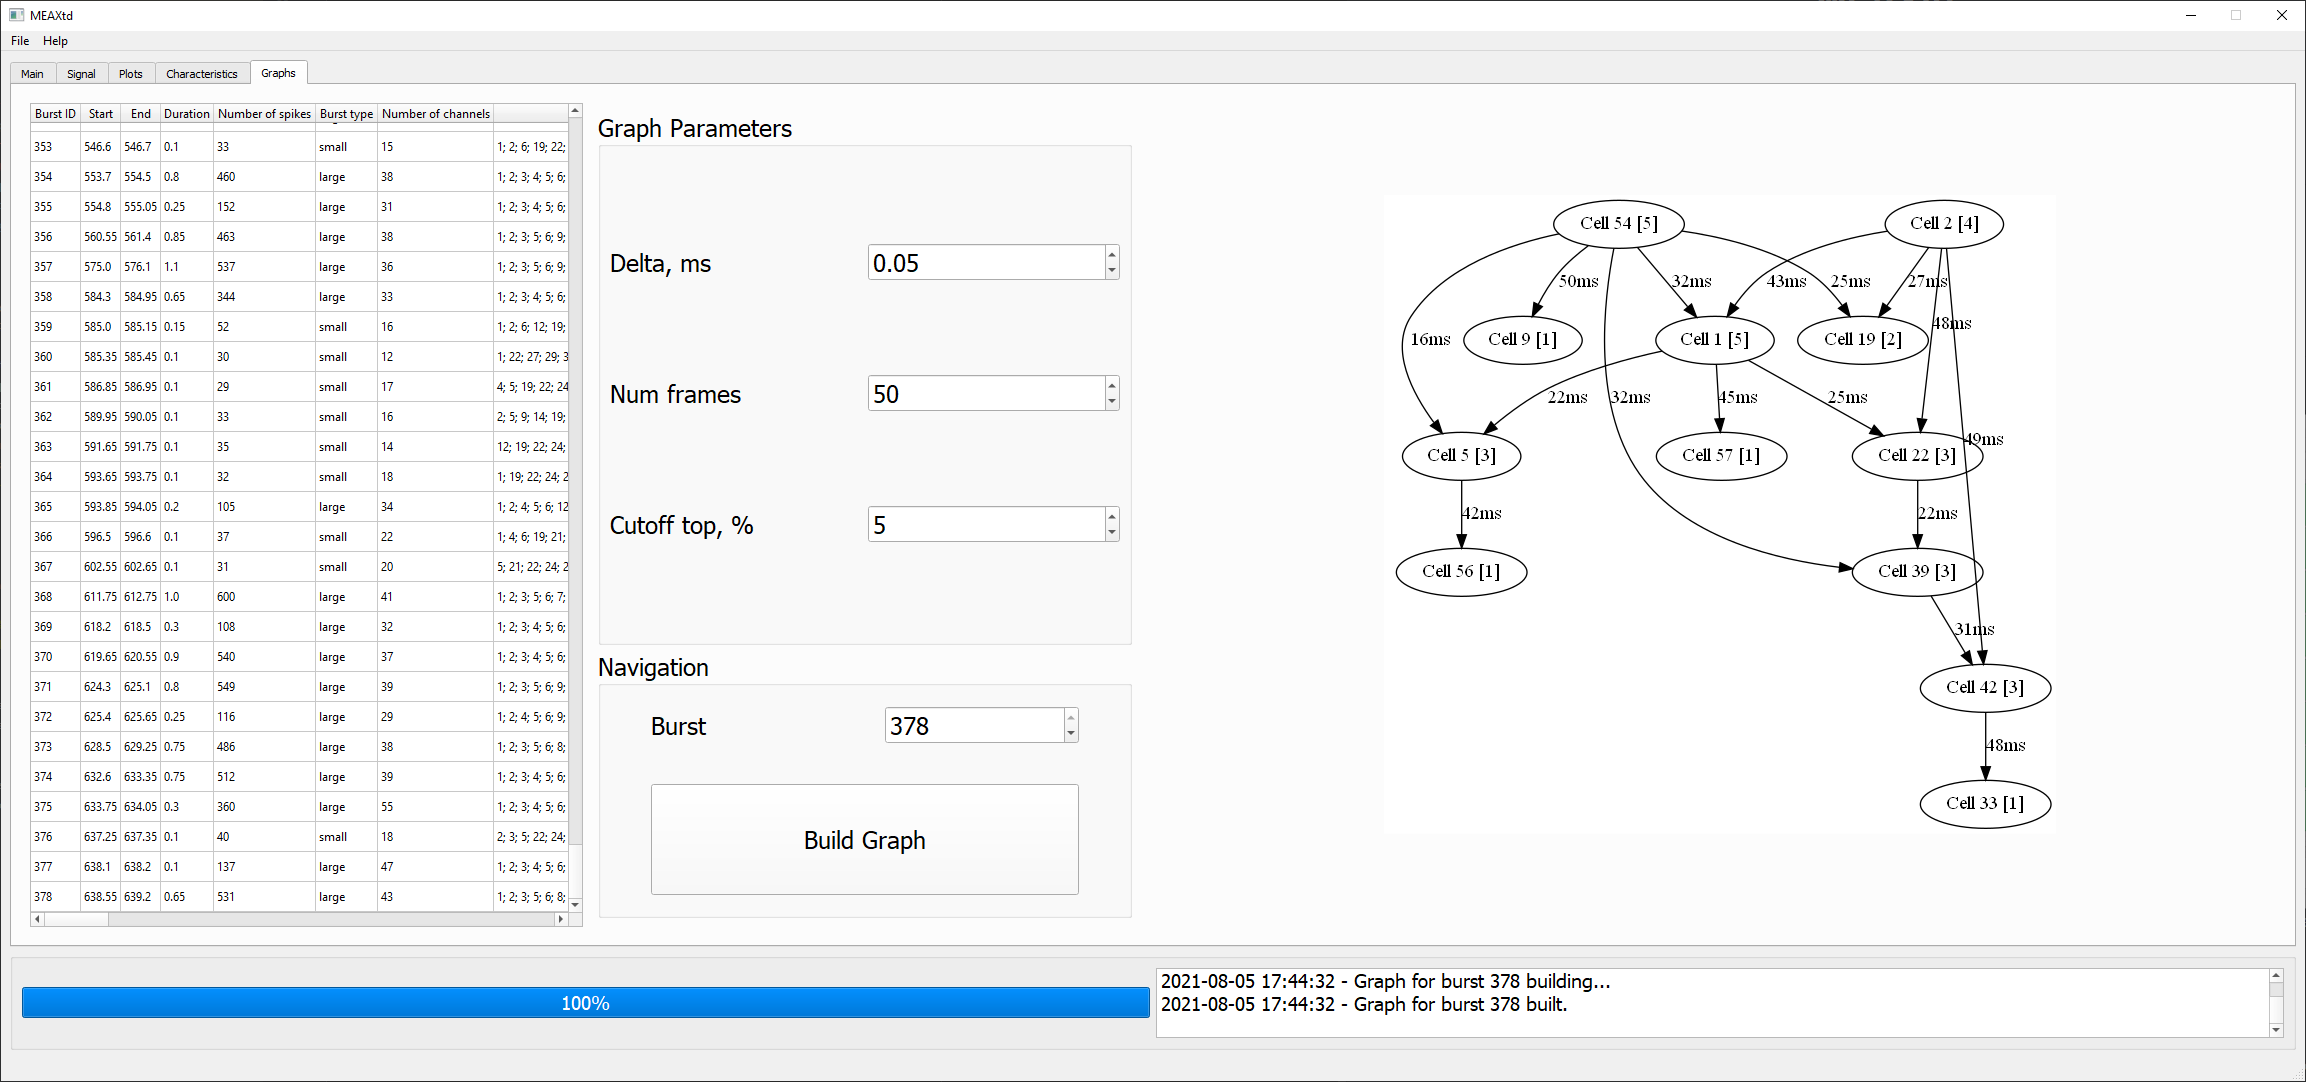 MEAXtd
File Help
Main Signal Plots Characteristics Graphs
Burst ID Start End Duration Number of spikes Burst type Number of channels
353 546.6 546.7 0.1 33 small 15 1; 2; 6; 19; 22;
354 553.7 554.5 0.8 460 large 38 1; 2; 3; 4; 5; 6;
355 554.8 555.05 0.25 152 large 31 1; 2; 3; 4; 5; 6;
356 560.55 561.4 0.85 463 large 38 1; 2; 3; 5; 6; 9;
357 575.0 576.1 1.1 537 large 36 1; 2; 3; 5; 6; 9;
358 584.3 584.95 0.65 344 large 33 1; 2; 3; 4; 5; 6;
359 585.0 585.15 0.15 52 small 16 1; 2; 6; 12; 19;
360 585.35 585.45 0.1 30 small 12 1; 22; 27; 29; 3
361 586.85 586.95 0.1 29 small 17 4; 5; 19; 22; 24
362 589.95 590.05 0.1 33 small 16 2; 5; 9; 14; 19;
363 591.65 591.75 0.1 35 small 14 12; 19; 22; 24;
364 593.65 593.75 0.1 32 small 18 1; 19; 22; 24; 2
365 593.85 594.05 0.2 105 large 34 1; 2; 4; 5; 6; 12
366 596.5 596.6 0.1 37 small 22 1; 4; 6; 19; 21;
367 602.55 602.65 0.1 31 small 20 5; 21; 22; 24; 2
368 611.75 612.75 1.0 600 large 41 1; 2; 3; 5; 6; 7;
369 618.2 618.5 0.3 108 large 32 1; 2; 3; 4; 5; 6;
370 619.65 620.55 0.9 540 large 37 1; 2; 3; 4; 5; 6;
371 624.3 625.1 0.8 549 large 39 1; 2; 3; 5; 6; 9;
372 625.4 625.65 0.25 116 large 29 1; 2; 4; 5; 6; 9;
373 628.5 629.25 0.75 486 large 38 1; 2; 3; 5; 6; 8;
374 632.6 633.35 0.75 512 large 39 1; 2; 3; 4; 5; 6;
375 633.75 634.05 0.3 360 large 55 1; 2; 3; 4; 5; 6;
376 637.25 637.35 0.1 40 small 18 2; 3; 5; 22; 24;
377 638.1 638.2 0.1 137 large 47 1; 2; 3; 4; 5; 6;
378 638.55 639.2 0.65 531 large 43 1; 2; 3; 5; 6; 8;
Graph Parameters
Delta, ms 0.05
Num frames 50
Cutoff top, % 5
Navigation
Burst 378
Build Graph
Cell 54 [5] Cell 2 [4]
50ms 32ms 43ms 25ms 27ms
48ms
16ms Cell 9 [1] Cell 1 [5] Cell 19 [2]
22ms 32ms 45ms 25ms
49ms
Cell 5 [3] Cell 57 [1] Cell 22 [3]
42ms 22ms
Cell 56 [1] Cell 39 [3]
31ms
Cell 42 [3]
48ms
Cell 33 [1]
100%
2021-08-05 17:44:32 - Graph for burst 378 building...
2021-08-05 17:44:32 - Graph for burst 378 built.